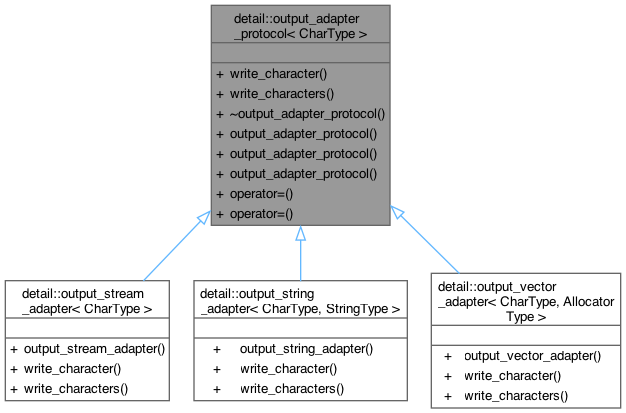 detail::output_adapter
_protocol< CharType >
+ write_character()
+ write_characters()
+ ~output_adapter_protocol()
+ output_adapter_protocol()
+ output_adapter_protocol()
+ output_adapter_protocol()
+ operator=()
+ operator=()
detail::output_stream
_adapter< CharType >
+ output_stream_adapter()
+ write_character()
+ write_characters()
detail::output_string
_adapter< CharType, StringType >
+ output_string_adapter()
+ write_character()
+ write_characters()
detail::output_vector
_adapter< CharType, Allocator
Type >
+ output_vector_adapter()
+ write_character()
+ write_characters()